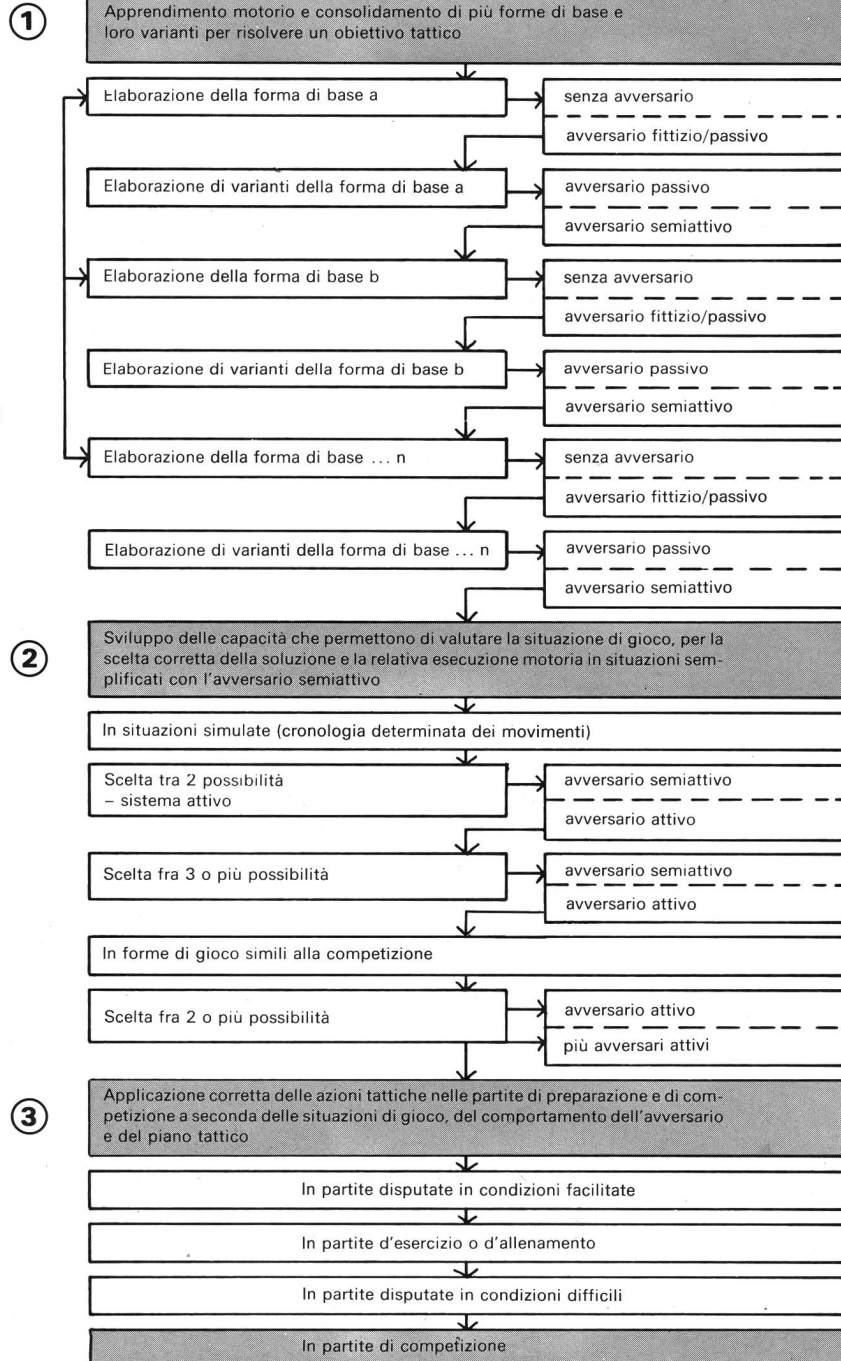 1
Apprendimento motorio e consolidamento di più forme di base e
loro varianti per risolvere un obiettivo tattico
Elaborazione della forma di base a
senza avversario
avversario fittizio/passivo
Elaborazione di varianti della forma di base a
avversario passivo
avversario semiattivo
Elaborazione della forma di base b
senza avversario
avversario fittizio/passivo
Elaborazione di varianti della forma di base b
avversario passivo
avversario semiattivo
Elaborazione della forma di base ... n
senza avversario
avversario fittizio/passivo
Elaborazione di varianti della forma di base ... n
avversario passivo
avversario semiattivo
2
Sviluppo delle capacità che permettono di valutare la situazione di gioco, per la
scelta corretta della soluzione e la relativa esecuzione motoria in situazioni sem-
plificati con l'avversario semiattivo
In situazioni simulate (cronologia determinata dei movimenti)
Scelta tra 2 possibilità
– sistema attivo
avversario semiattivo
avversario attivo
Scelta fra 3 o più possibilità
avversario semiattivo
avversario attivo
In forme di gioco simili alla competizione
Scelta fra 2 o più possibilità
avversario attivo
più avversari attivi
3
Applicazione corretta delle azioni tattiche nelle partite di preparazione e di com-
petizione a seconda delle situazioni di gioco, del comportamento dell'avversario
e del piano tattico
In partite disputate in condizioni facilitate
In partite d'esercizio o d'allenamento
In partite disputate in condizioni difficili
In partite di competizione